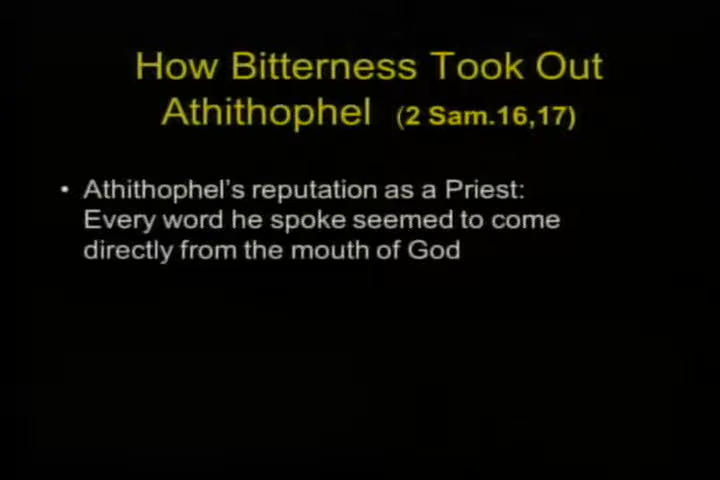 How Bitterness Took Out
Athithophel (2 Sam.16,17)
• Athithophel's reputation as a Priest:
Every word he spoke seemed to come
directly from the mouth of God